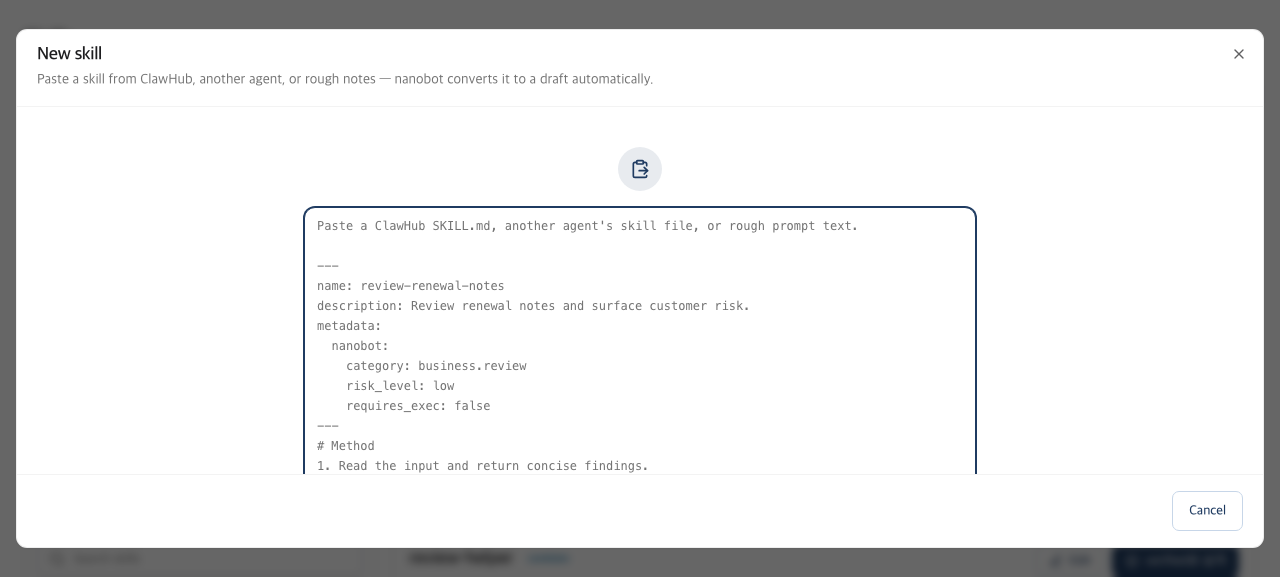 New skill
Paste a skill from ClawHub, another agent, or rough notes — nanobot converts it to a draft automatically.
Paste a ClawHub SKILL.md, another agent's skill file, or rough prompt text.
---
name: review-renewal-notes
description: Review renewal notes and surface customer risk.
metadata:
  nanobot:
    category: business.review
    risk_level: low
    requires_exec: false
---
# Method
1. Read the input and return concise findings.
Cancel